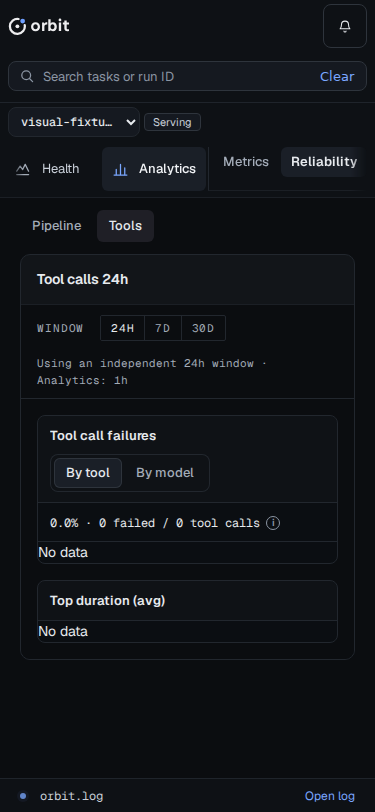 orbit
Search tasks or run ID Clear
visual-fixtu… Serving
Health Analytics Metrics Reliability
Pipeline Tools
Tool calls 24h
WINDOW 24H 7D 30D
Using an independent 24h window ·
Analytics: 1h
Tool call failures
By tool By model
0.0% · 0 failed / 0 tool calls
No data
Top duration (avg)
No data
orbit.log Open log